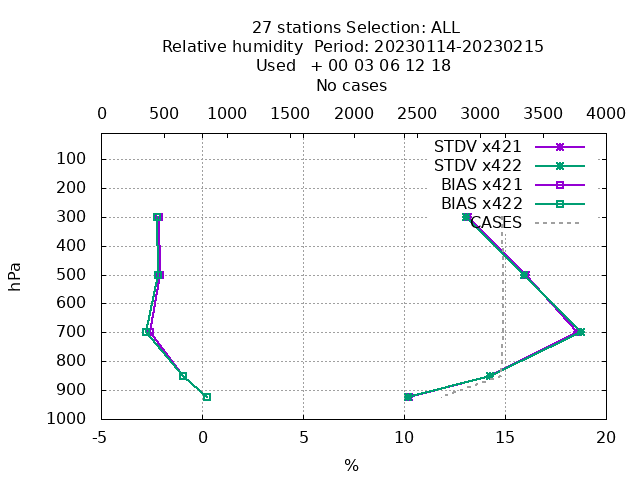 27 stations Selection: ALL
Relative humidity  Period: 20230114-20230215
Used   + 00 03 06 12 18
No cases
0 500 1000 1500 2000 2500 3000 3500 4000
STDV x421
STDV x422
BIAS x421
BIAS x422
CASES
100
200
300
400
500
600
700
800
900
1000
hPa
-5 0 5 10 15 20
%